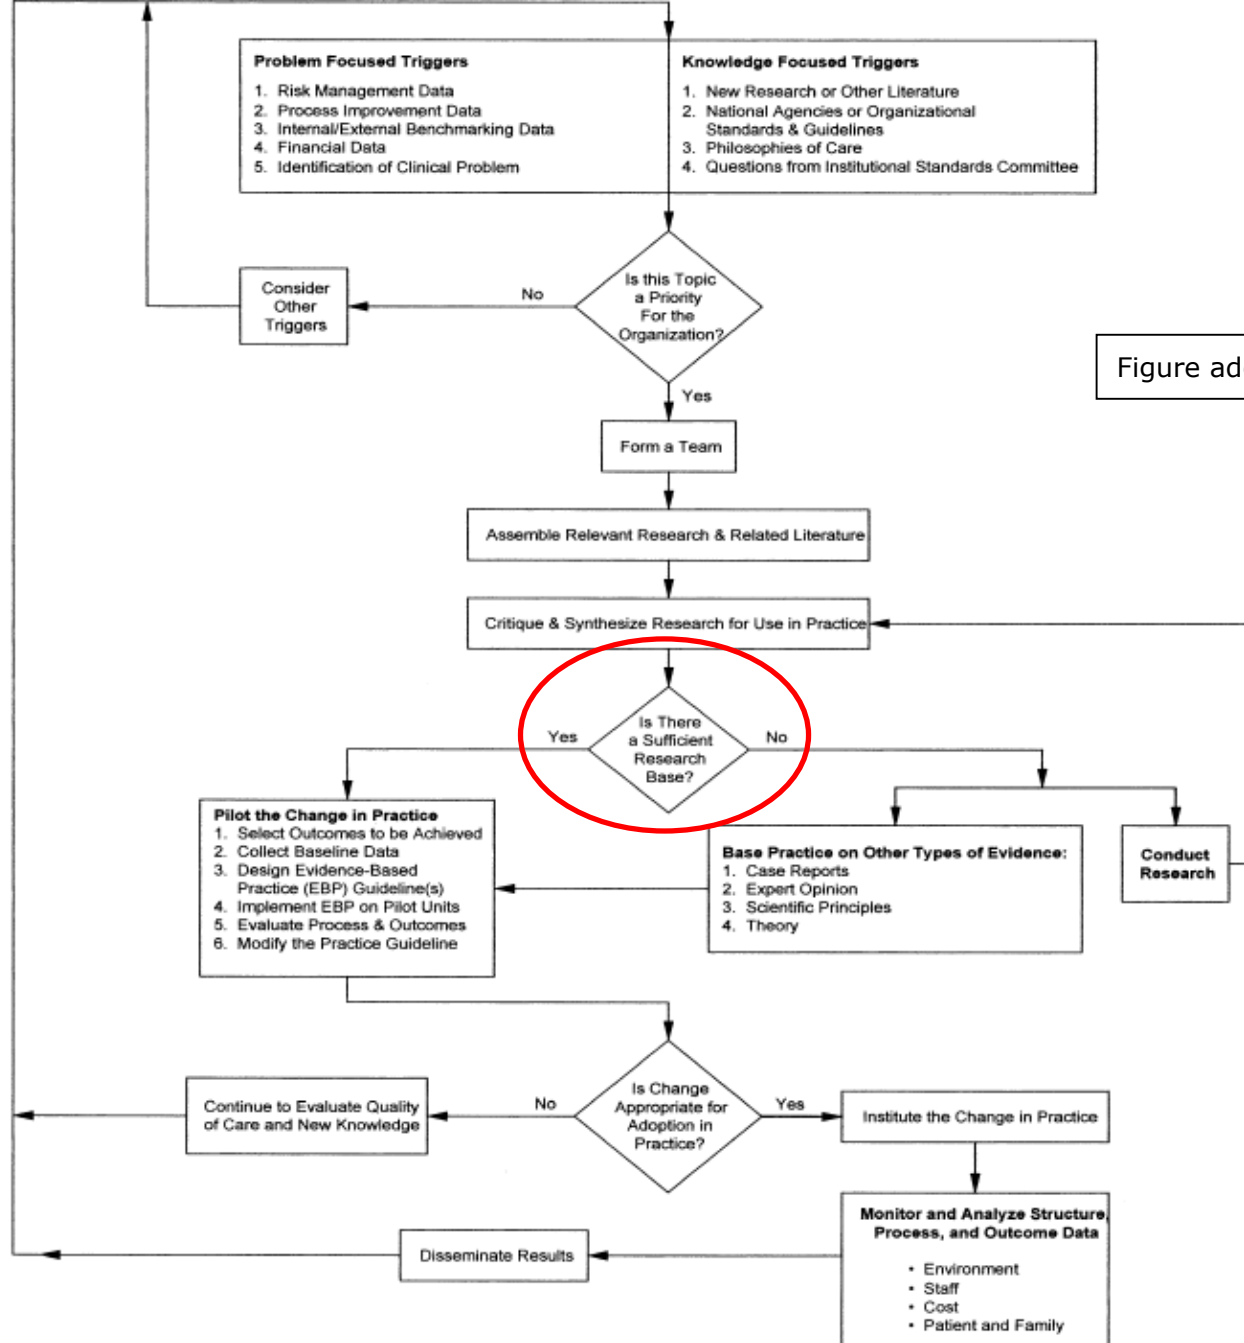 Problem Focused Triggers
1. Risk Management Data
2. Process Improvement Data
3. Internal/External Benchmarking Data
4. Financial Data
5. Identification of Clinical Problem
Knowledge Focused Triggers
1. New Research or Other Literature
2. National Agencies or Organizational
Standards & Guidelines
3. Philosophies of Care
4. Questions from Institutional Standards Committee
Is this Topic
a Priority
For the
Organization?
No
Consider
Other
Triggers
Yes
Figure ad
Form a Team
Assemble Relevant Research & Related Literature
Critique & Synthesize Research for Use in Practice
Is There
a Sufficient
Research
Base?
Yes
No
Pilot the Change in Practice
1. Select Outcomes to be Achieved
2. Collect Baseline Data
3. Design Evidence-Based
Practice (EBP) Guideline(s)
4. Implement EBP on Pilot Units
5. Evaluate Process & Outcomes
6. Modify the Practice Guideline
Base Practice on Other Types of Evidence:
1. Case Reports
2. Expert Opinion
3. Scientific Principles
4. Theory
Conduct
Research
Is Change
Appropriate for
Adoption in
Practice?
No
Yes
Continue to Evaluate Quality
of Care and New Knowledge
Institute the Change in Practice
Monitor and Analyze Structure,
Process, and Outcome Data
• Environment
• Staff
• Cost
• Patient and Family
Disseminate Results